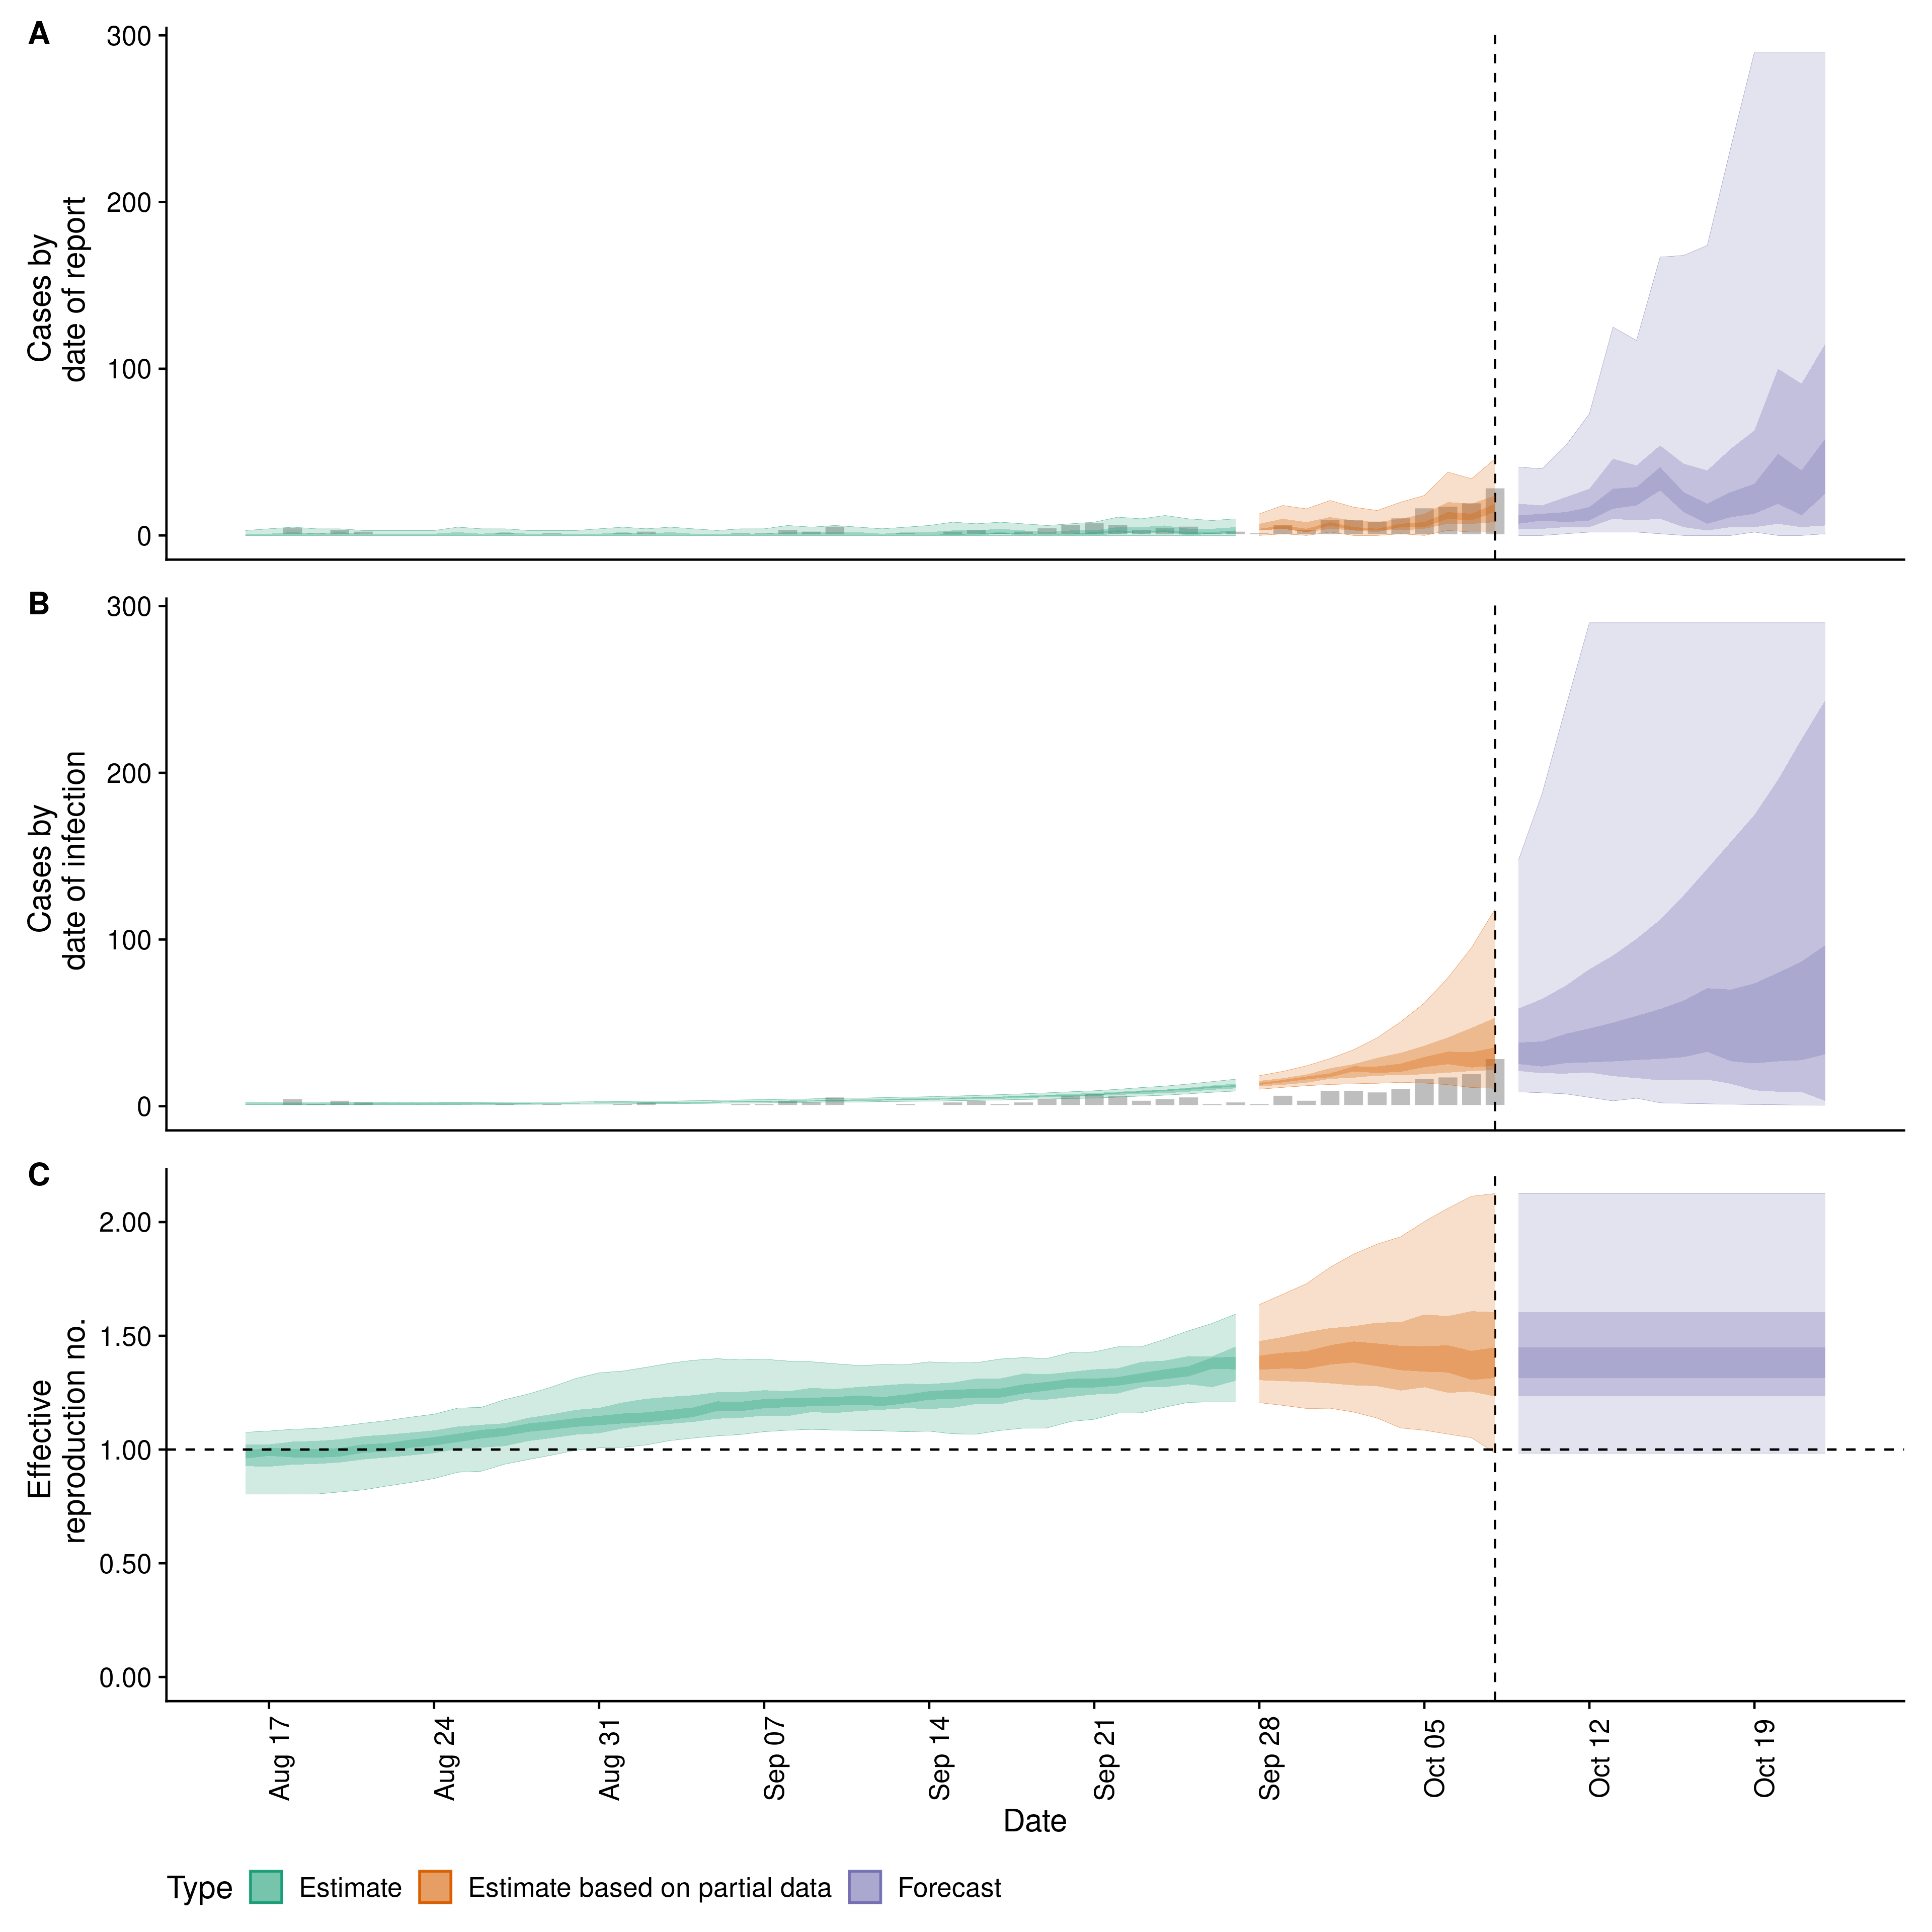 A
300
200
100
0
Cases by
date of report
B
300
200
100
0
Cases by
date of infection
C
2.00
1.50
1.00
0.50
0.00
Effective
reproduction no.
Aug 17
Aug 24
Aug 31
Sep 07
Sep 14
Sep 21
Sep 28
Oct 05
Oct 12
Oct 19
Date
Type Estimate Estimate based on partial data Forecast